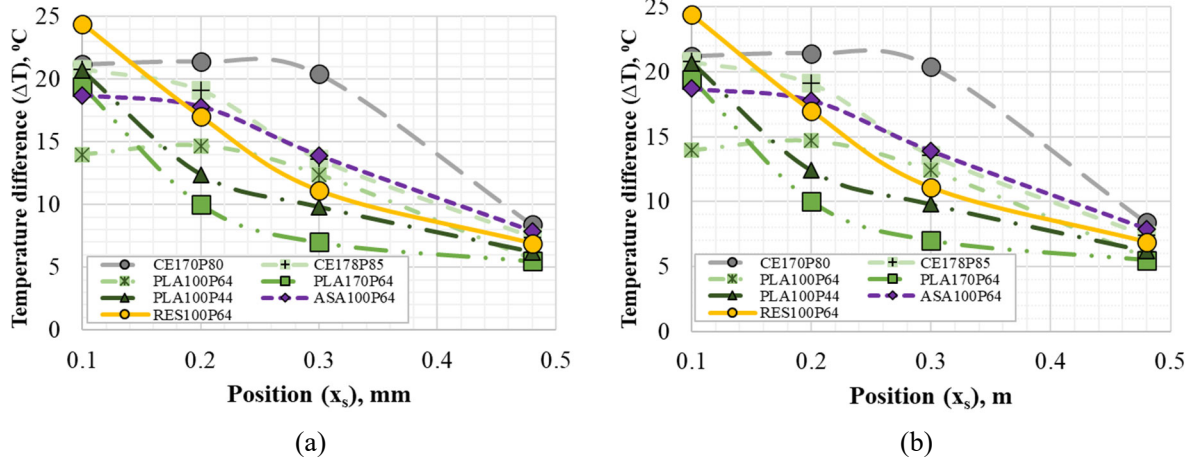 25
20
15
10
5
0
0.1 0.2 0.3 0.4 0.5
Temperature difference (ΔT), ºC
Position (xₛ), mm
CE170P80 CE178P85
PLA100P64 PLA170P64
PLA100P44 ASA100P64
RES100P64
(a)
25
20
15
10
5
0
0.1 0.2 0.3 0.4 0.5
Temperature difference (ΔT), ºC
Position (xₛ), m
CE170P80 CE178P85
PLA100P64 PLA170P64
PLA100P44 ASA100P64
RES100P64
(b)